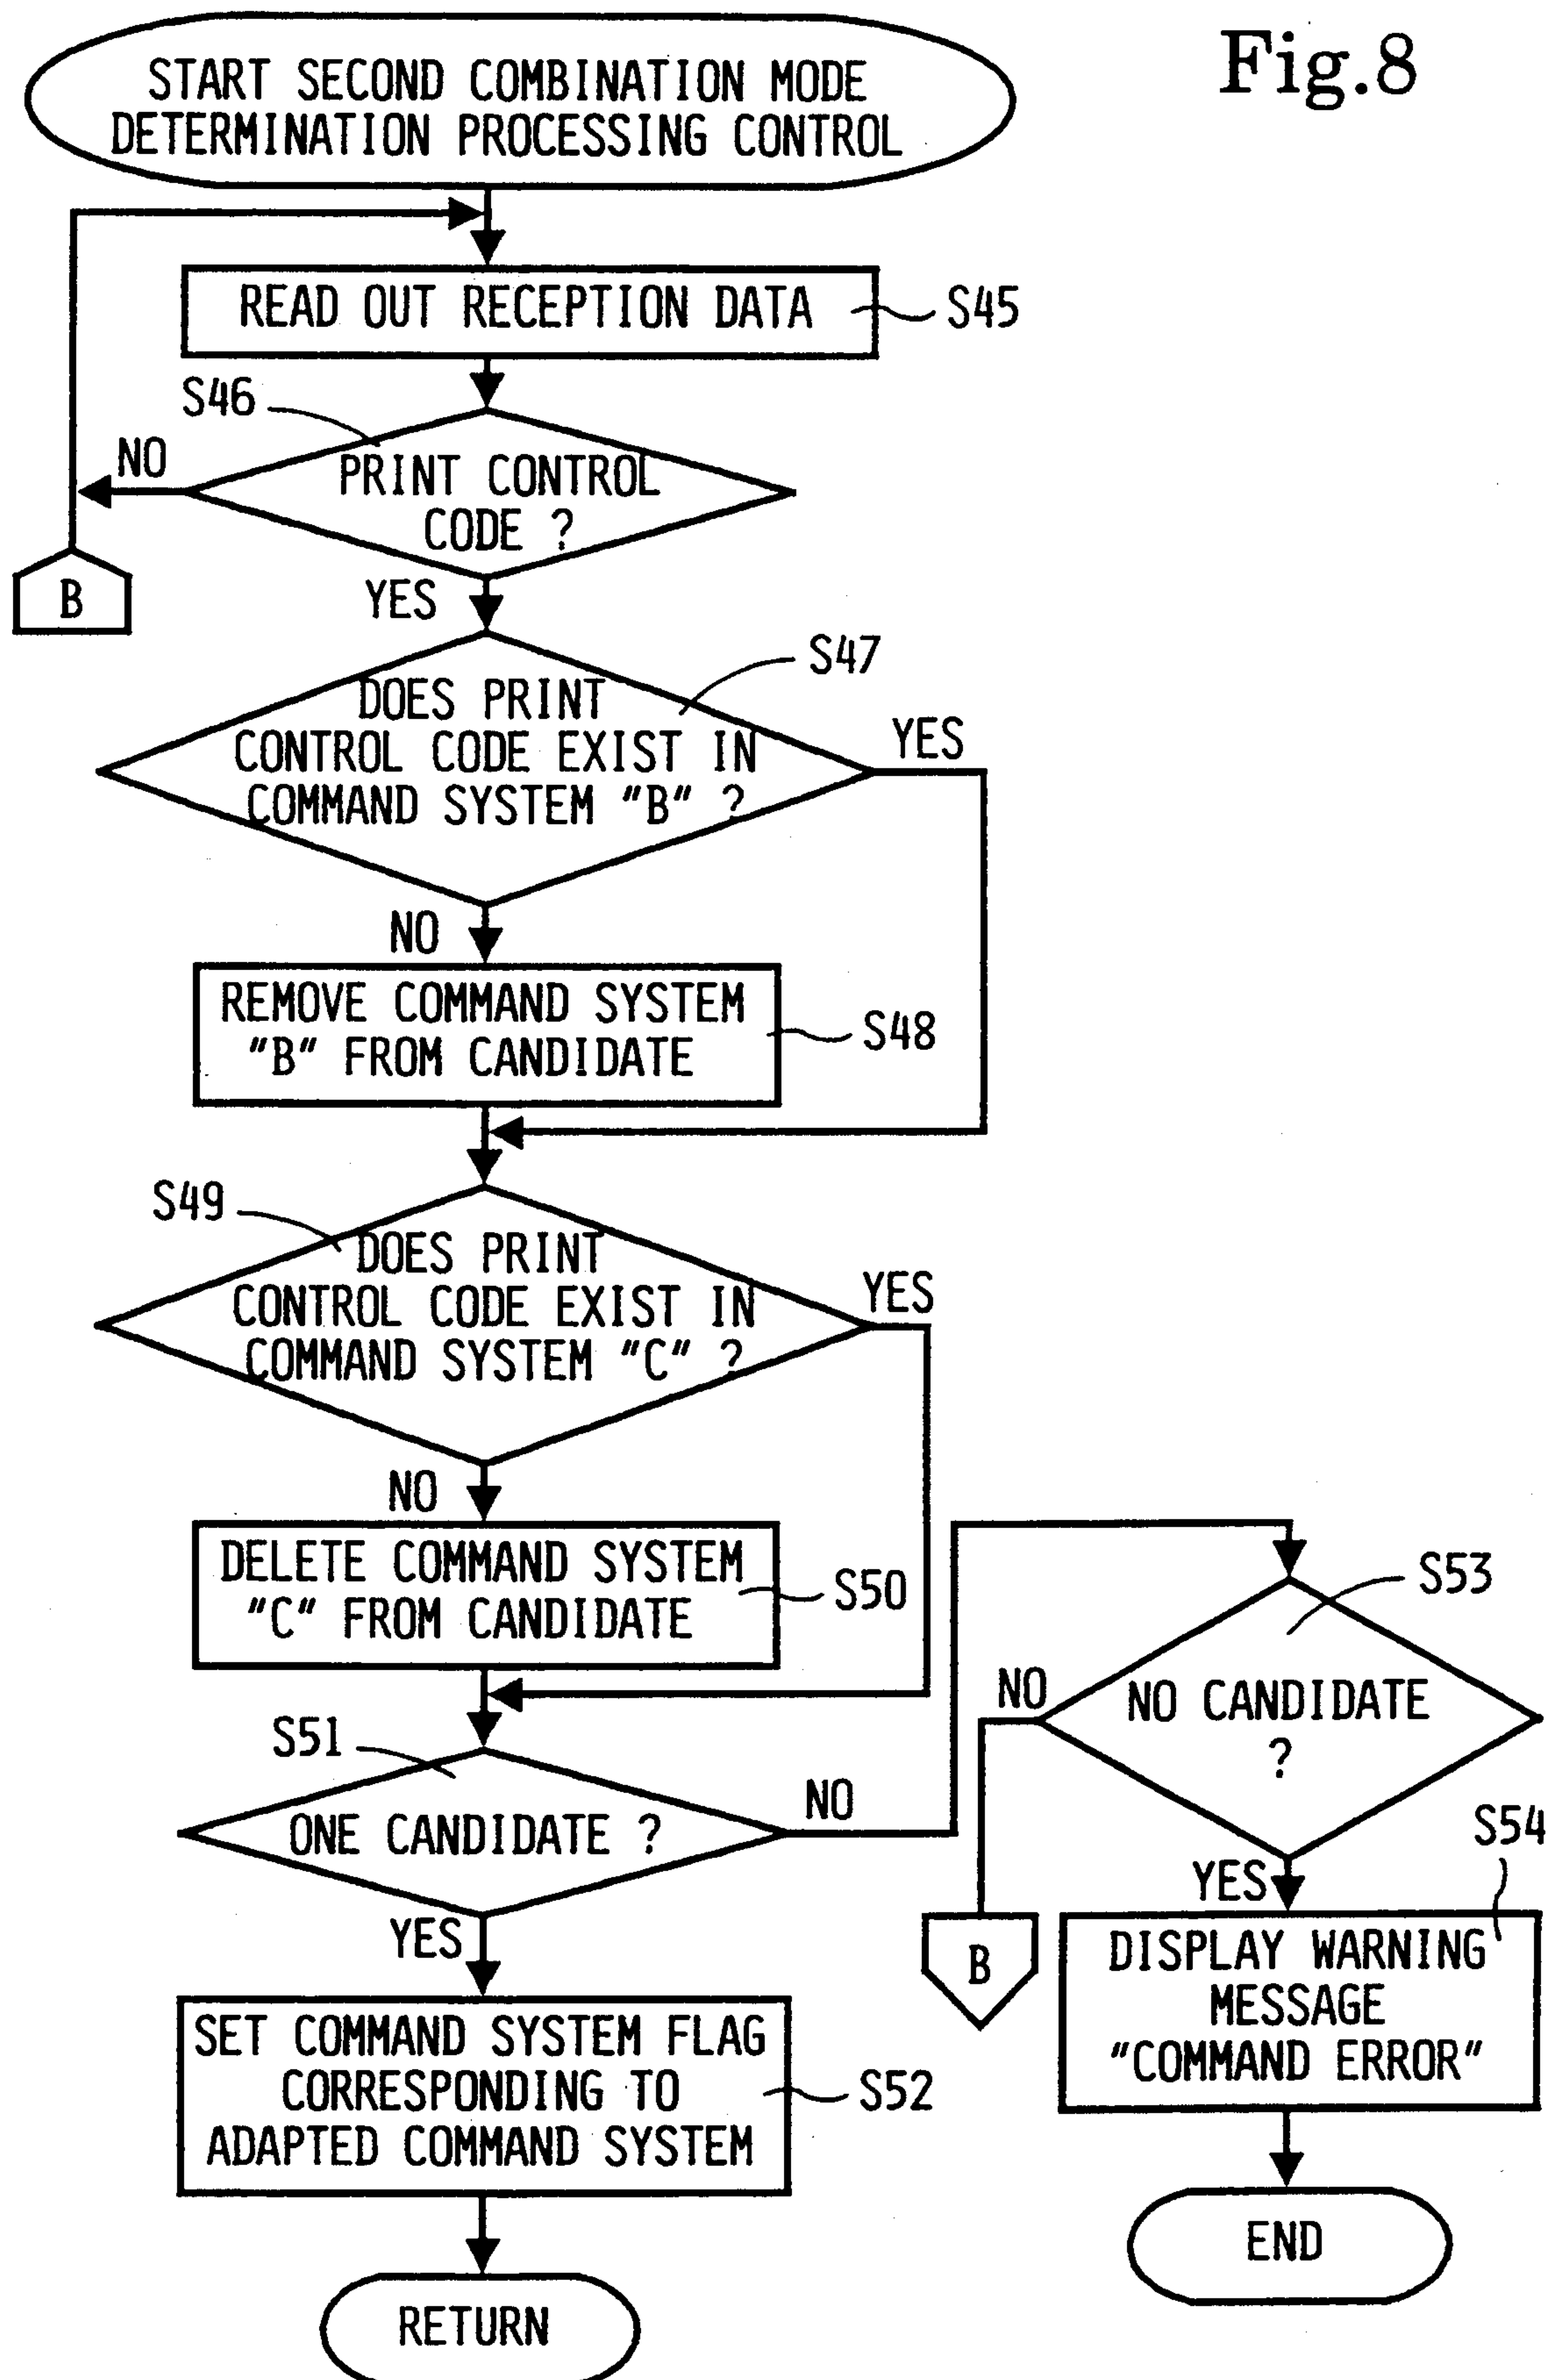 Fig.8
START SECOND COMBINATION MODE
DETERMINATION PROCESSING CONTROL
READ OUT RECEPTION DATA
S45
S46
NO
PRINT CONTROL
CODE ?
B
YES
S47
DOES PRINT
CONTROL CODE EXIST IN
COMMAND SYSTEM "B" ?
YES
NO
REMOVE COMMAND SYSTEM
"B" FROM CANDIDATE
S48
S49
DOES PRINT
CONTROL CODE EXIST IN
COMMAND SYSTEM "C" ?
YES
NO
DELETE COMMAND SYSTEM
"C" FROM CANDIDATE
S50
S51
ONE CANDIDATE ?
NO
YES
SET COMMAND SYSTEM FLAG
CORRESPONDING TO
ADAPTED COMMAND SYSTEM
S52
RETURN
S53
NO CANDIDATE
?
NO
B
YES
S54
DISPLAY WARNING
MESSAGE
"COMMAND ERROR"
END